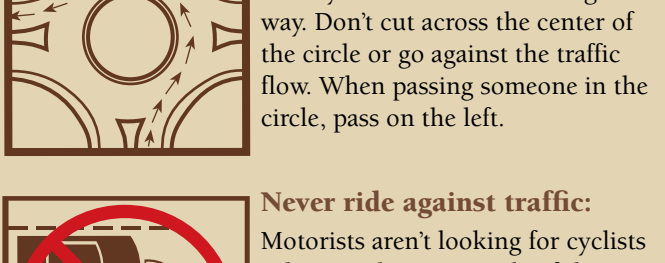 way. Don't cut across the center of
the circle or go against the traffic
flow. When passing someone in the
circle, pass on the left.
Never ride against traffic:
Motorists aren't looking for cyclists